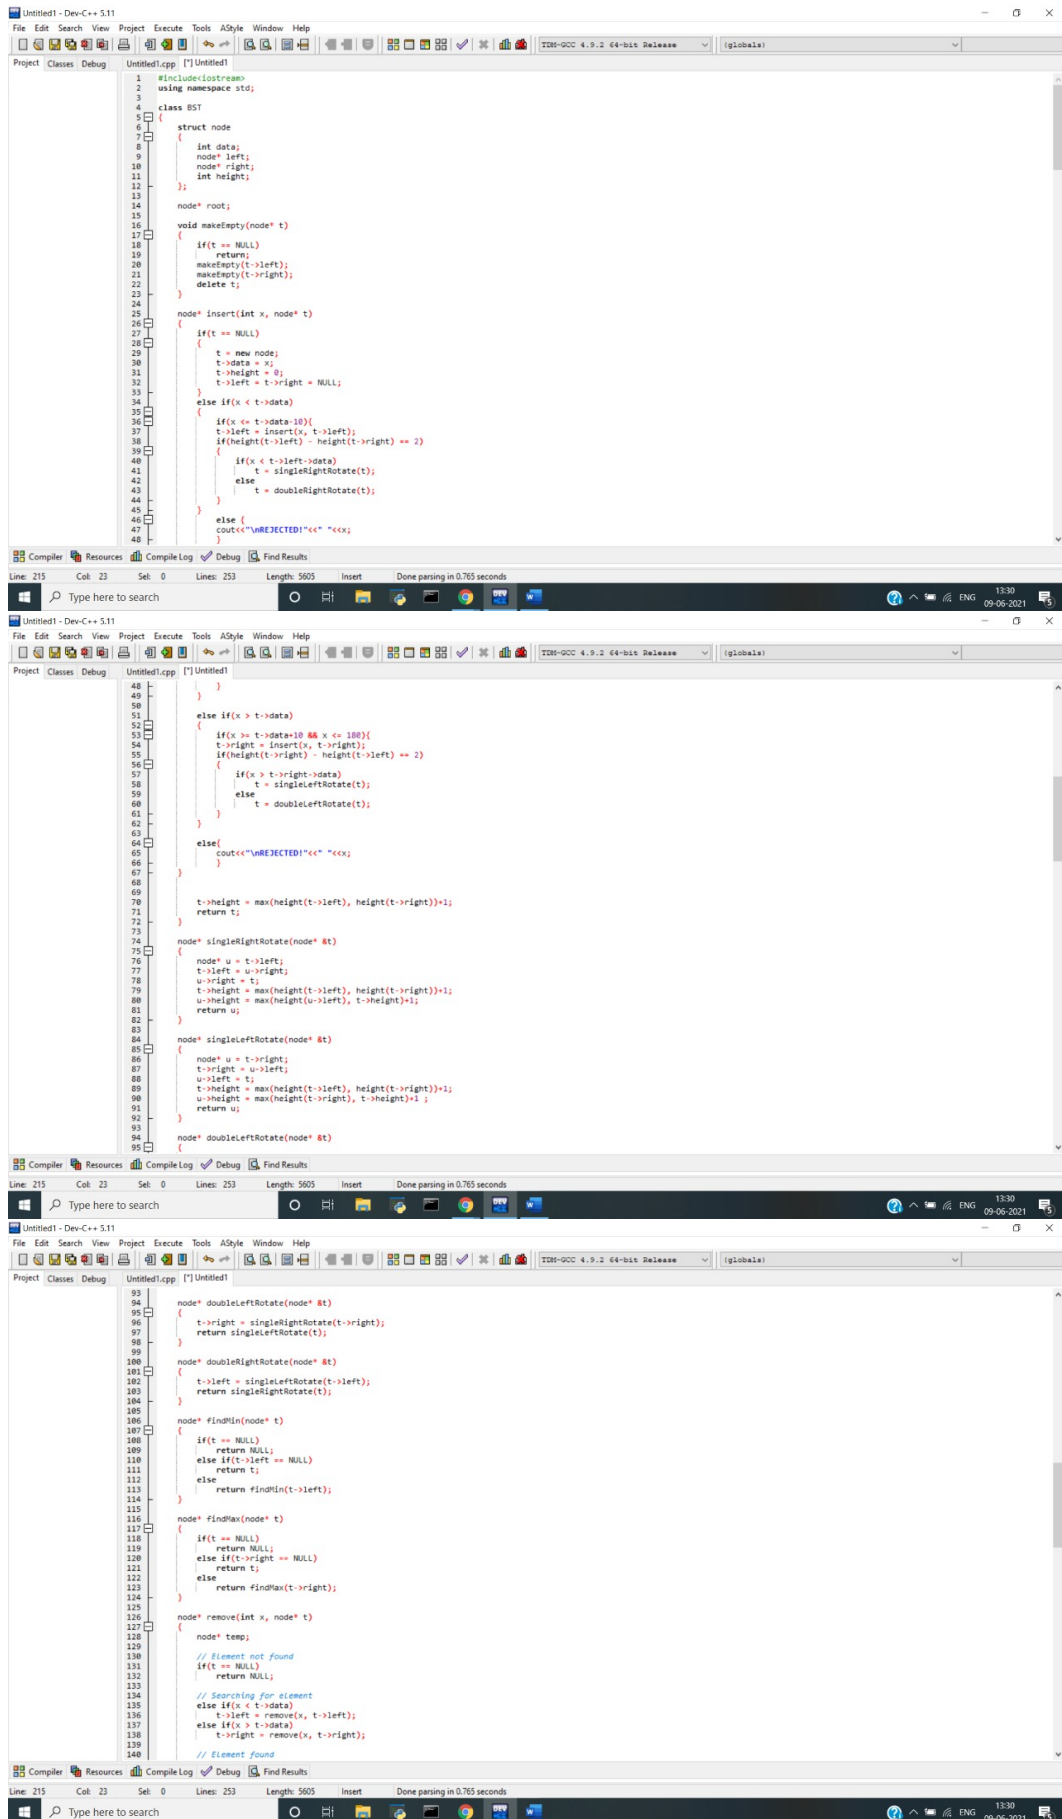 Untitled1 - Dev-C++ 5.11
File Edit Search View Project Execute Tools AStyle Window Help
TDM-GCC 4.9.2 64-bit Release (globals)
Project Classes Debug Untitled1.cpp [*] Untitled1
1 #include<iostream>
2 using namespace std;
3
4 class BST
5 {
6 struct node
7 {
8 int data;
9 node* left;
10 node* right;
11 int height;
12 };
13
14 node* root;
15
16 void makeEmpty(node* t)
17 {
18 if(t == NULL)
19 return;
20 makeEmpty(t->left);
21 makeEmpty(t->right);
22 delete t;
23 }
24
25 node* insert(int x, node* t)
26 {
27 if(t == NULL)
28 {
29 t = new node;
30 t->data = x;
31 t->height = 0;
32 t->left = t->right = NULL;
33 }
34 else if(x < t->data)
35 {
36 if(x <= t->data-10){
37 t->left = insert(x, t->left);
38 if(height(t->left) - height(t->right) == 2)
39 {
40 if(x < t->left->data)
41 t = singleRightRotate(t);
42 else
43 t = doubleRightRotate(t);
44 }
45 }
46 else {
47 cout<<"\nREJECTED!"<<" "<<x;
48 }
Compiler Resources Compile Log Debug Find Results
Line: 215 Col: 23 Sel: 0 Lines: 253 Length: 5605 Insert Done parsing in 0.765 seconds
Type here to search DEV W ENG 13:30
09-06-2021 5
Untitled1 - Dev-C++ 5.11
File Edit Search View Project Execute Tools AStyle Window Help
TDM-GCC 4.9.2 64-bit Release (globals)
Project Classes Debug Untitled1.cpp [*] Untitled1
48 }
49 }
50
51 else if(x > t->data)
52 {
53 if(x >= t->data+10 && x <= 180){
54 t->right = insert(x, t->right);
55 if(height(t->right) - height(t->left) == 2)
56 {
57 if(x > t->right->data)
58 t = singleLeftRotate(t);
59 else
60 t = doubleLeftRotate(t);
61 }
62 }
63
64 else{
65 cout<<"\nREJECTED!"<<" "<<x;
66 }
67 }
68
69
70 t->height = max(height(t->left), height(t->right))+1;
71 return t;
72 }
73
74 node* singleRightRotate(node* &t)
75 {
76 node* u = t->left;
77 t->left = u->right;
78 u->right = t;
79 t->height = max(height(t->left), height(t->right))+1;
80 u->height = max(height(u->left), t->height)+1;
81 return u;
82 }
83
84 node* singleLeftRotate(node* &t)
85 {
86 node* u = t->right;
87 t->right = u->left;
88 u->left = t;
89 t->height = max(height(t->left), height(t->right))+1;
90 u->height = max(height(t->right), t->height)+1 ;
91 return u;
92 }
93
94 node* doubleLeftRotate(node* &t)
95 {
Compiler Resources Compile Log Debug Find Results
Line: 215 Col: 23 Sel: 0 Lines: 253 Length: 5605 Insert Done parsing in 0.765 seconds
Type here to search DEV W ENG 13:30
09-06-2021 5
Untitled1 - Dev-C++ 5.11
File Edit Search View Project Execute Tools AStyle Window Help
TDM-GCC 4.9.2 64-bit Release (globals)
Project Classes Debug Untitled1.cpp [*] Untitled1
93
94 node* doubleLeftRotate(node* &t)
95 {
96 t->right = singleRightRotate(t->right);
97 return singleLeftRotate(t);
98 }
99
100 node* doubleRightRotate(node* &t)
101 {
102 t->left = singleLeftRotate(t->left);
103 return singleRightRotate(t);
104 }
105
106 node* findMin(node* t)
107 {
108 if(t == NULL)
109 return NULL;
110 else if(t->left == NULL)
111 return t;
112 else
113 return findMin(t->left);
114 }
115
116 node* findMax(node* t)
117 {
118 if(t == NULL)
119 return NULL;
120 else if(t->right == NULL)
121 return t;
122 else
123 return findMax(t->right);
124 }
125
126 node* remove(int x, node* t)
127 {
128 node* temp;
129
130 // Element not found
131 if(t == NULL)
132 return NULL;
133
134 // Searching for element
135 else if(x < t->data)
136 t->left = remove(x, t->left);
137 else if(x > t->data)
138 t->right = remove(x, t->right);
139
140 // Element found
Compiler Resources Compile Log Debug Find Results
Line: 215 Col: 23 Sel: 0 Lines: 253 Length: 5605 Insert Done parsing in 0.765 seconds
Type here to search DEV W ENG 13:30
09-06-2021 5